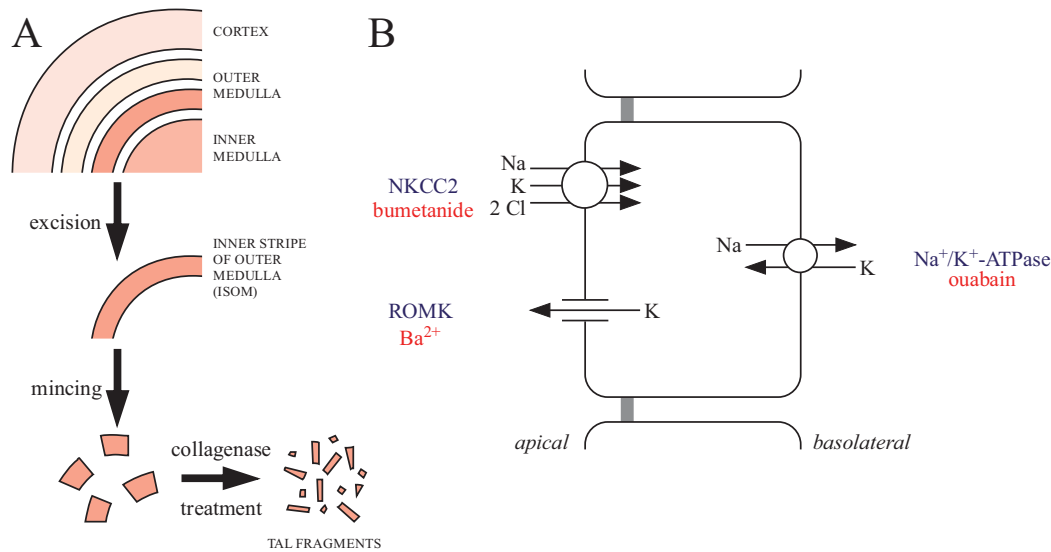 A
CORTEX
OUTER
MEDULLA
INNER
MEDULLA
excision
INNER STRIPE
OF OUTER
MEDULLA
(ISOM)
mincing
collagenase
treatment
TAL FRAGMENTS
B
Na
K
2 Cl
NKCC2
bumetanide
Na
K
Na⁺/K⁺-ATPase
ouabain
ROMK
Ba²⁺
K
apical
basolateral